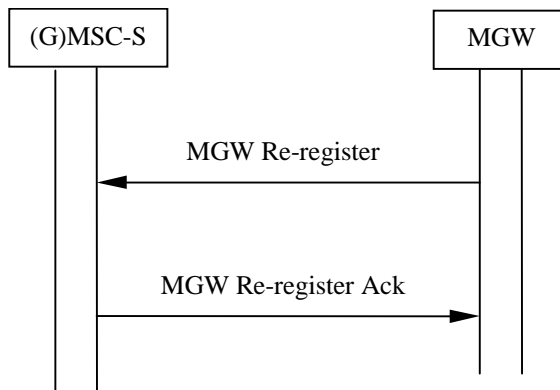 (G)MSC-S
MGW
MGW Re-register
MGW Re-register Ack